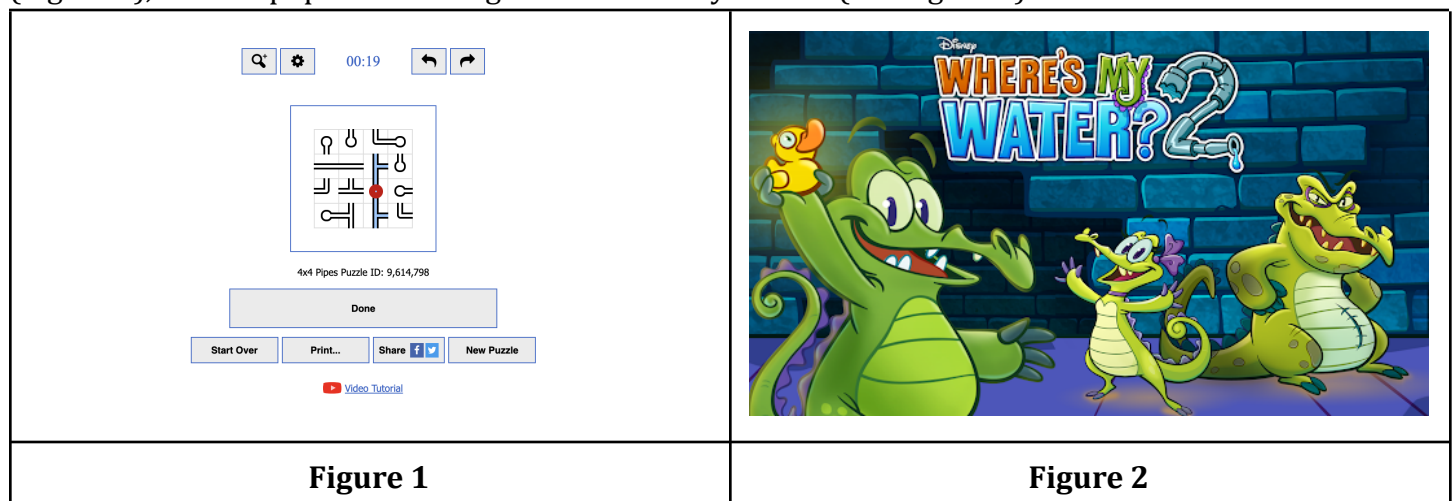 00:19
4x4 Pipes Puzzle ID: 9,614,798
Done
Start Over Print... Share New Puzzle
Video Tutorial
Disney
WHERE'S MY
WATER? 2
Figure 1
Figure 2